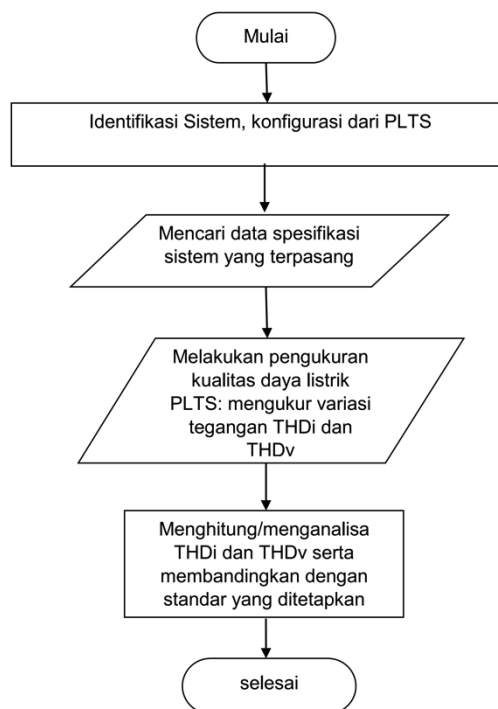 Mulai
Identifikasi Sistem, konfigurasi dari PLTS
Mencari data spesifikasi
sistem yang terpasang
Melakukan pengukuran
kualitas daya listrik
PLTS: mengukur variasi
tegangan THDi dan
THDv
Menghitung/menganalisa
THDi dan THDv serta
membandingkan dengan
standar yang ditetapkan
selesai